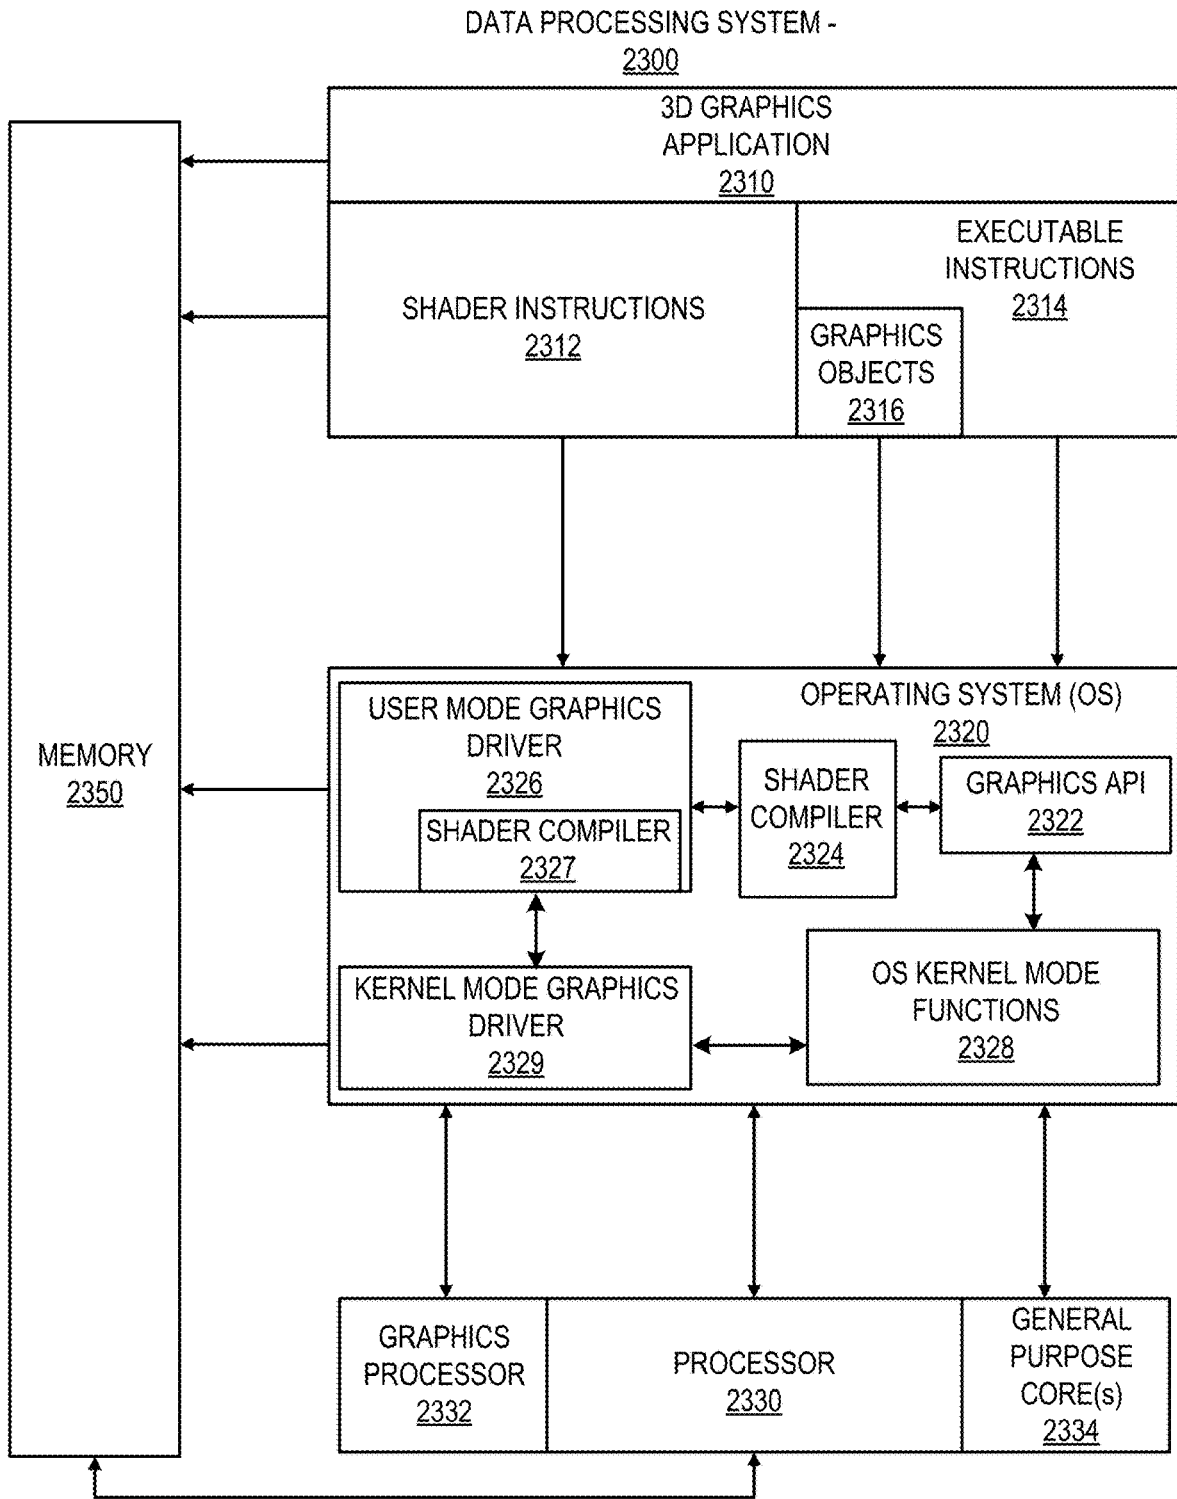 DATA PROCESSING SYSTEM -
2300
3D GRAPHICS
APPLICATION
2310
SHADER INSTRUCTIONS
2312
EXECUTABLE
INSTRUCTIONS
2314
GRAPHICS
OBJECTS
2316
MEMORY
2350
OPERATING SYSTEM (OS)
2320
USER MODE GRAPHICS
DRIVER
2326
SHADER COMPILER
2327
SHADER
COMPILER
2324
GRAPHICS API
2322
KERNEL MODE GRAPHICS
DRIVER
2329
OS KERNEL MODE
FUNCTIONS
2328
GRAPHICS
PROCESSOR
2332
PROCESSOR
2330
GENERAL
PURPOSE
CORE(s)
2334